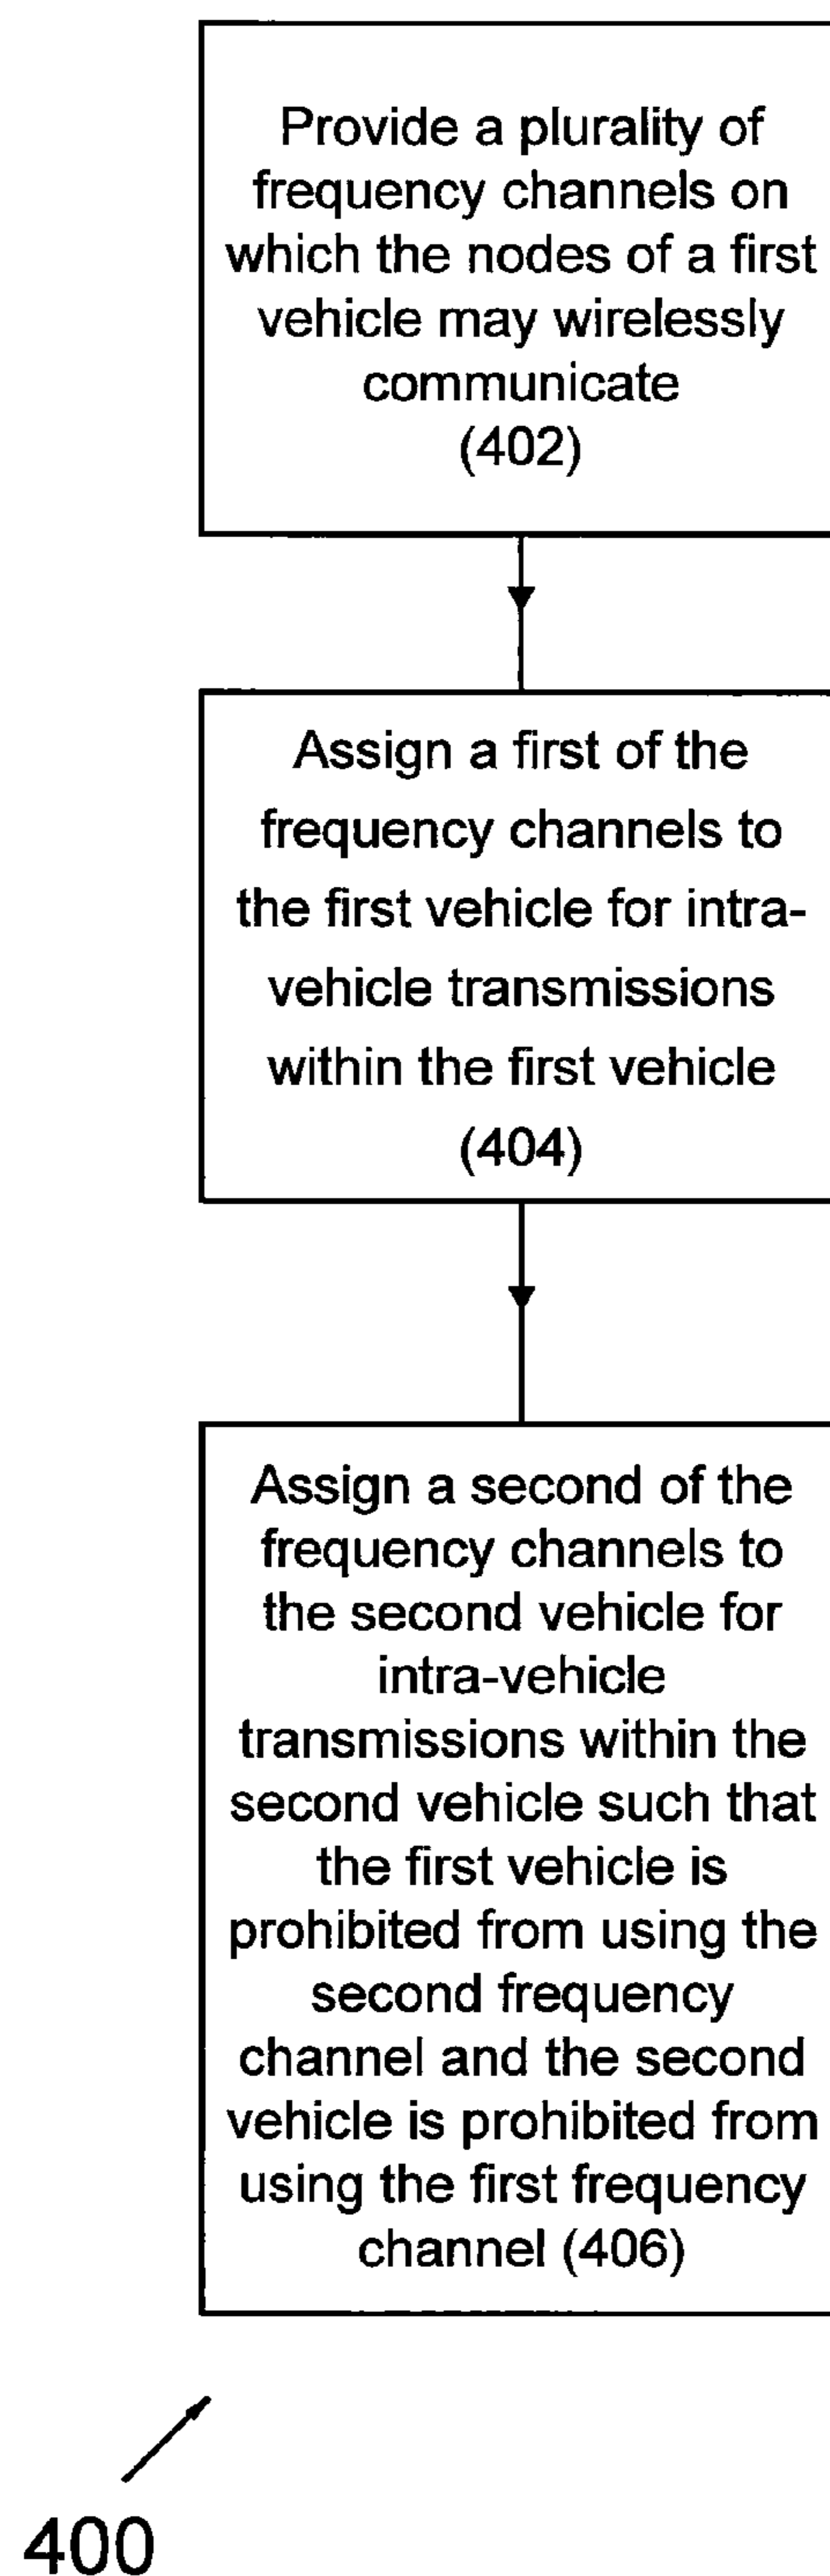 Provide a plurality of
frequency channels on
which the nodes of a first
vehicle may wirelessly
communicate
(402)
Assign a first of the
frequency channels to
the first vehicle for intra-
vehicle transmissions
within the first vehicle
(404)
Assign a second of the
frequency channels to
the second vehicle for
intra-vehicle
transmissions within the
second vehicle such that
the first vehicle is
prohibited from using the
second frequency
channel and the second
vehicle is prohibited from
using the first frequency
channel (406)
400